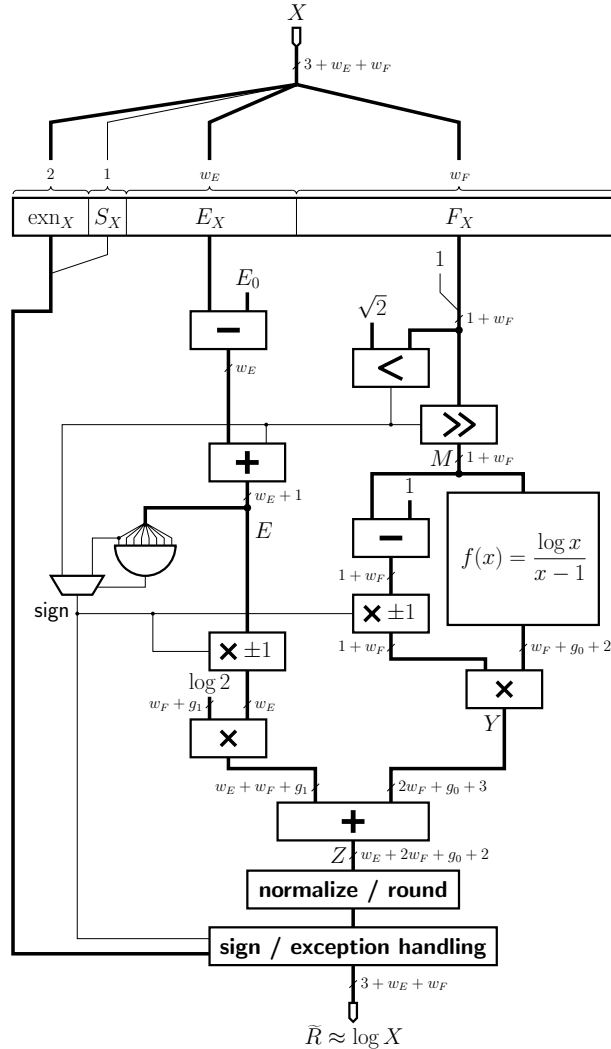 X
3 + w_E + w_F
2 1 w_E w_F
exn_X S_X E_X F_X
E_0 1
√2 1 + w_F
− <
w_E
>>
+ M 1 + w_F
w_E + 1 1
E − f(x) = log x / x − 1
1 + w_F
sign × ±1
× ±1 1 + w_F w_F + g_0 + 2
log 2 ×
w_F + g_1 w_E Y
×
w_E + w_F + g_1 2w_F + g_0 + 3
+
Z w_E + 2w_F + g_0 + 2
normalize / round
sign / exception handling
3 + w_E + w_F
R̃ ≈ log X